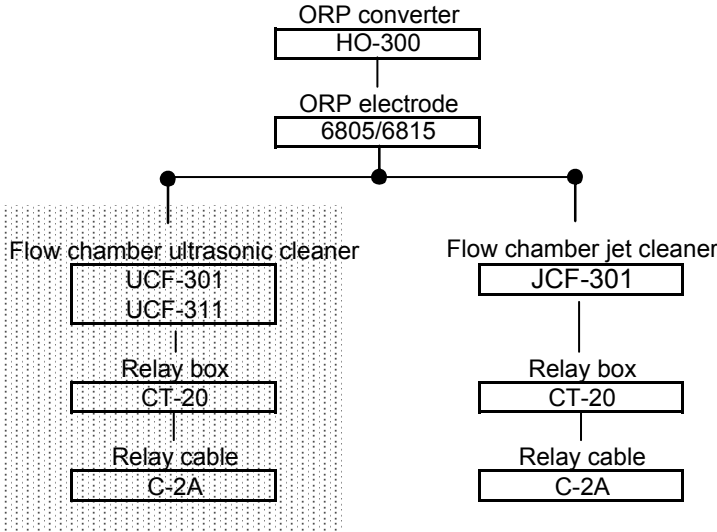 ORP converter
HO-300
ORP electrode
6805/6815
Flow chamber ultrasonic cleaner
UCF-301
UCF-311
Relay box
CT-20
Relay cable
C-2A
Flow chamber jet cleaner
JCF-301
Relay box
CT-20
Relay cable
C-2A